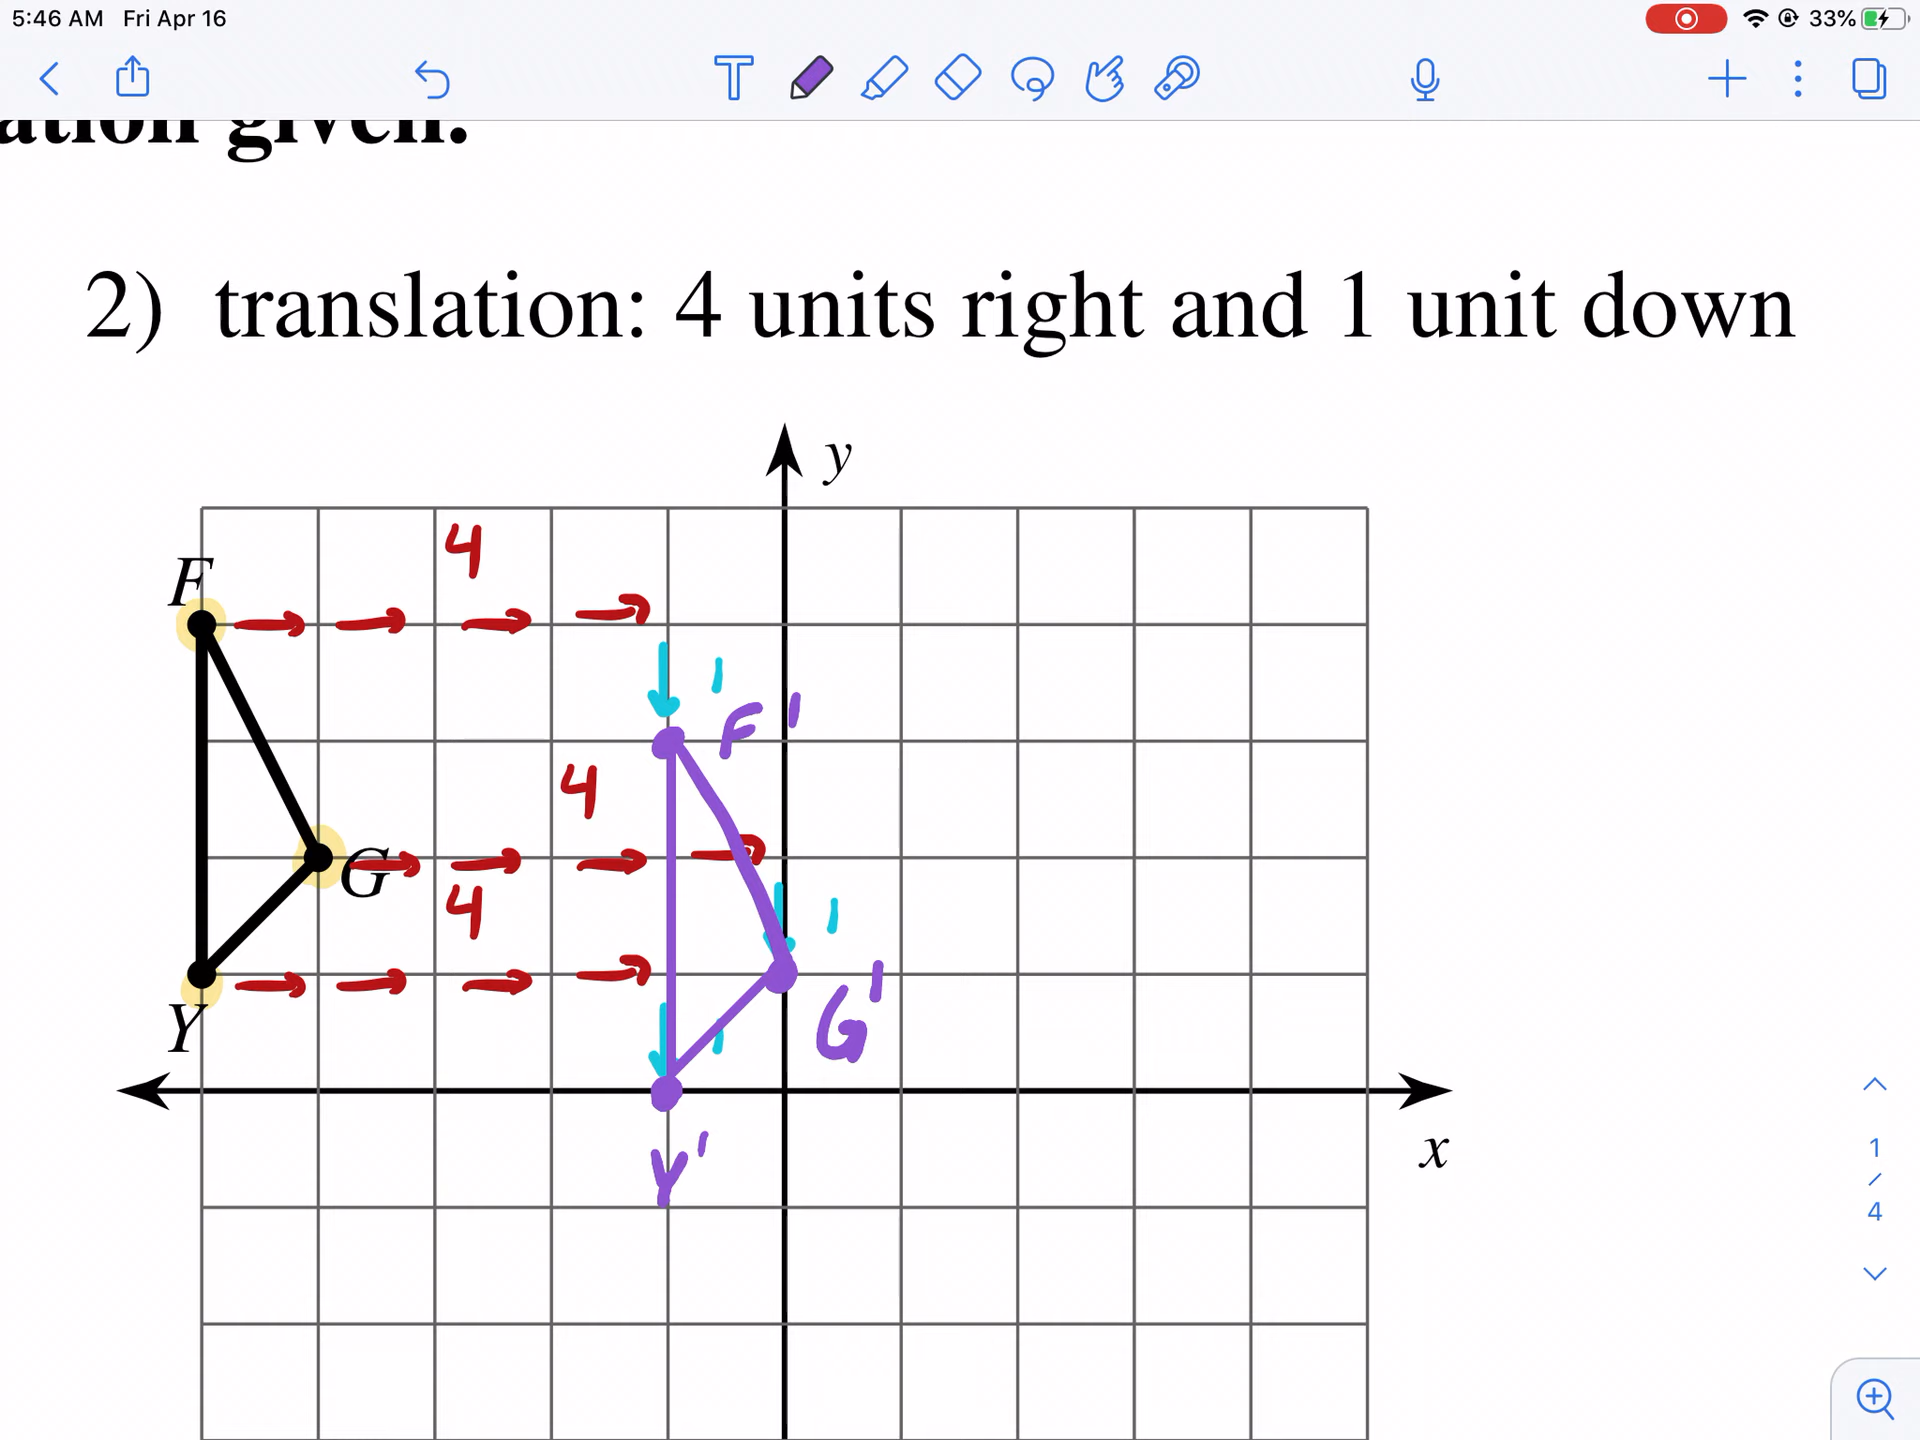 5:46 AM Fri Apr 16
33%
T
ation given.
2) translation: 4 units right and 1 unit down
y
4
F
1
F'
4
G
4
1
G'
1
Y
x
Y'
1
/
4